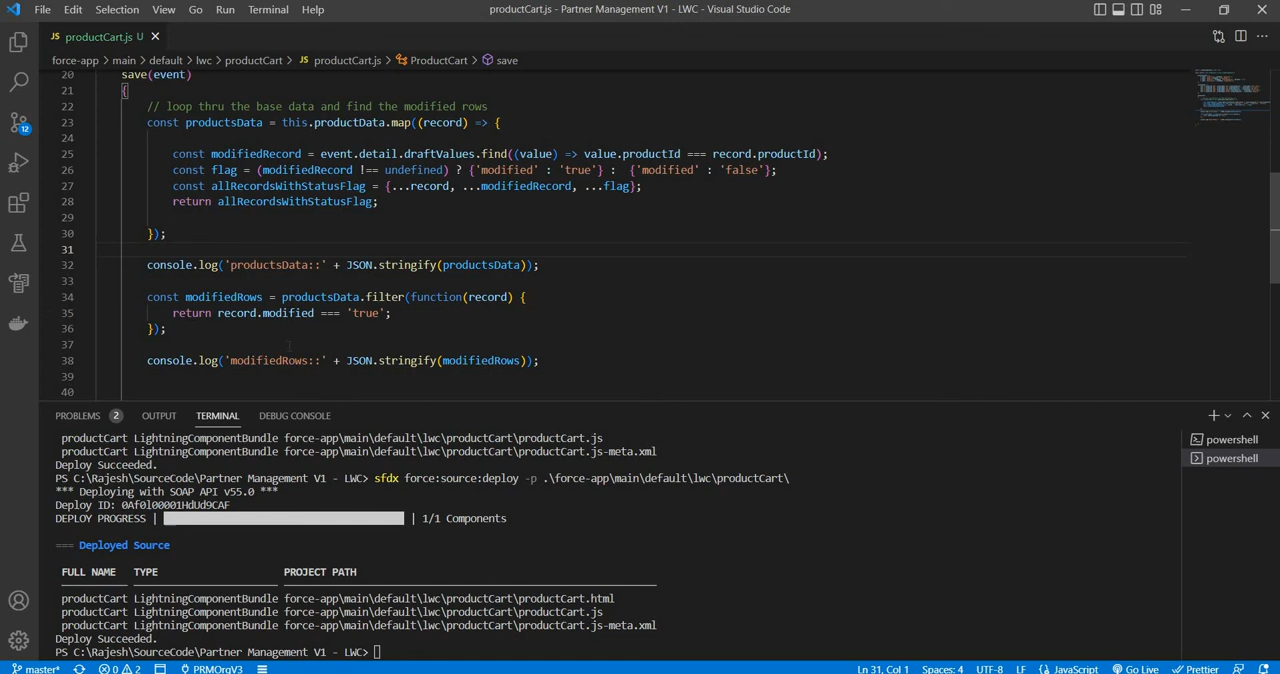 File Edit Selection View Go Run Terminal Help productCart.js - Partner Management V1 - LWC - Visual Studio Code
JS productCart.js U
force-app > main > default > lwc > productCart > JS productCart.js > ProductCart > save
20 save(event)
21 {
22 // loop thru the base data and find the modified rows
23 const productsData = this.productData.map((record) => {
24
25 const modifiedRecord = event.detail.draftValues.find((value) => value.productId === record.productId);
26 const flag = (modifiedRecord !== undefined) ? {'modified' : 'true'} : {'modified' : 'false'};
27 const allRecordsWithStatusFlag = {...record, ...modifiedRecord, ...flag};
28 return allRecordsWithStatusFlag;
29
30 });
31
32 console.log('productsData::' + JSON.stringify(productsData));
33
34 const modifiedRows = productsData.filter(function(record) {
35 return record.modified === 'true';
36 });
37
38 console.log('modifiedRows::' + JSON.stringify(modifiedRows));
39
40
12
PROBLEMS 2 OUTPUT TERMINAL DEBUG CONSOLE
productCart LightningComponentBundle force-app\main\default\lwc\productCart\productCart.js
productCart LightningComponentBundle force-app\main\default\lwc\productCart\productCart.js-meta.xml
Deploy Succeeded.
PS C:\Rajesh\SourceCode\Partner Management V1 - LWC> sfdx force:source:deploy -p .\force-app\main\default\lwc\productCart\
*** Deploying with SOAP API v55.0 ***
Deploy ID: 0Af0l00001HdUd9CAF
DEPLOY PROGRESS | | 1/1 Components
=== Deployed Source
FULL NAME TYPE PROJECT PATH
productCart LightningComponentBundle force-app\main\default\lwc\productCart\productCart.html
productCart LightningComponentBundle force-app\main\default\lwc\productCart\productCart.js
productCart LightningComponentBundle force-app\main\default\lwc\productCart\productCart.js-meta.xml
Deploy Succeeded.
PS C:\Rajesh\SourceCode\Partner Management V1 - LWC>
powershell
powershell
master* 0 2 PRMOrgV3 Ln 31, Col 1 Spaces: 4 UTF-8 LF JavaScript Go Live Prettier